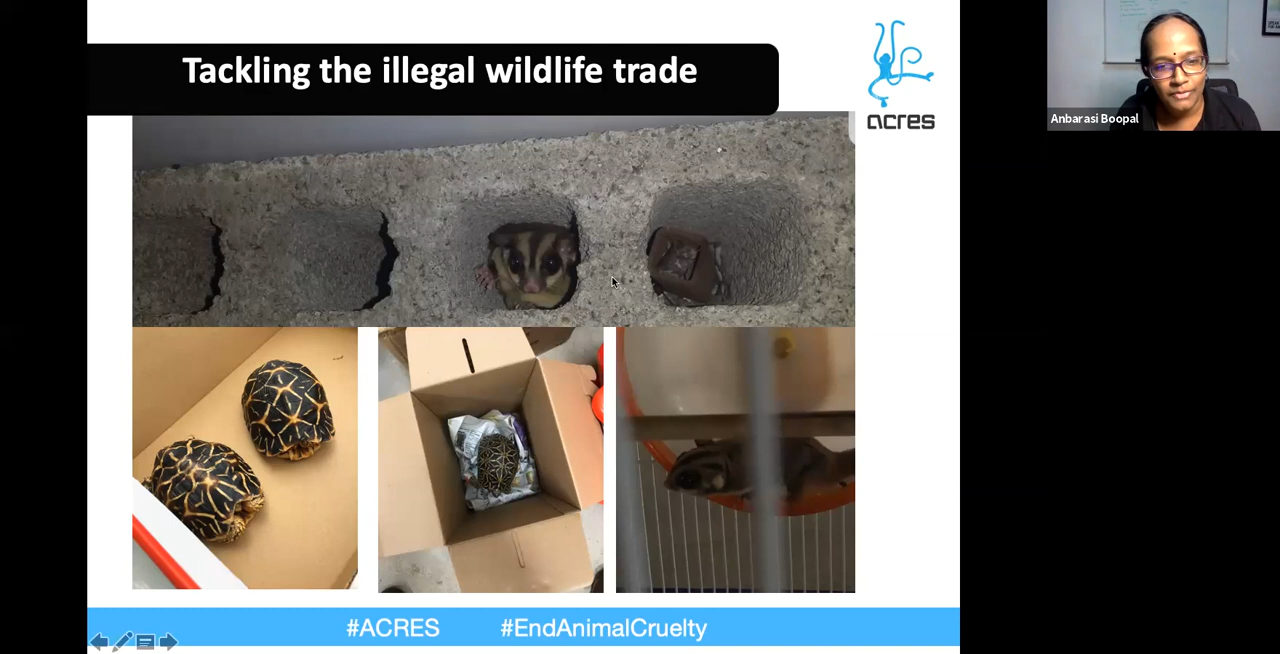 Tackling the illegal wildlife trade
acres
Anbarasi Boopal
#ACRES #EndAnimalCruelty